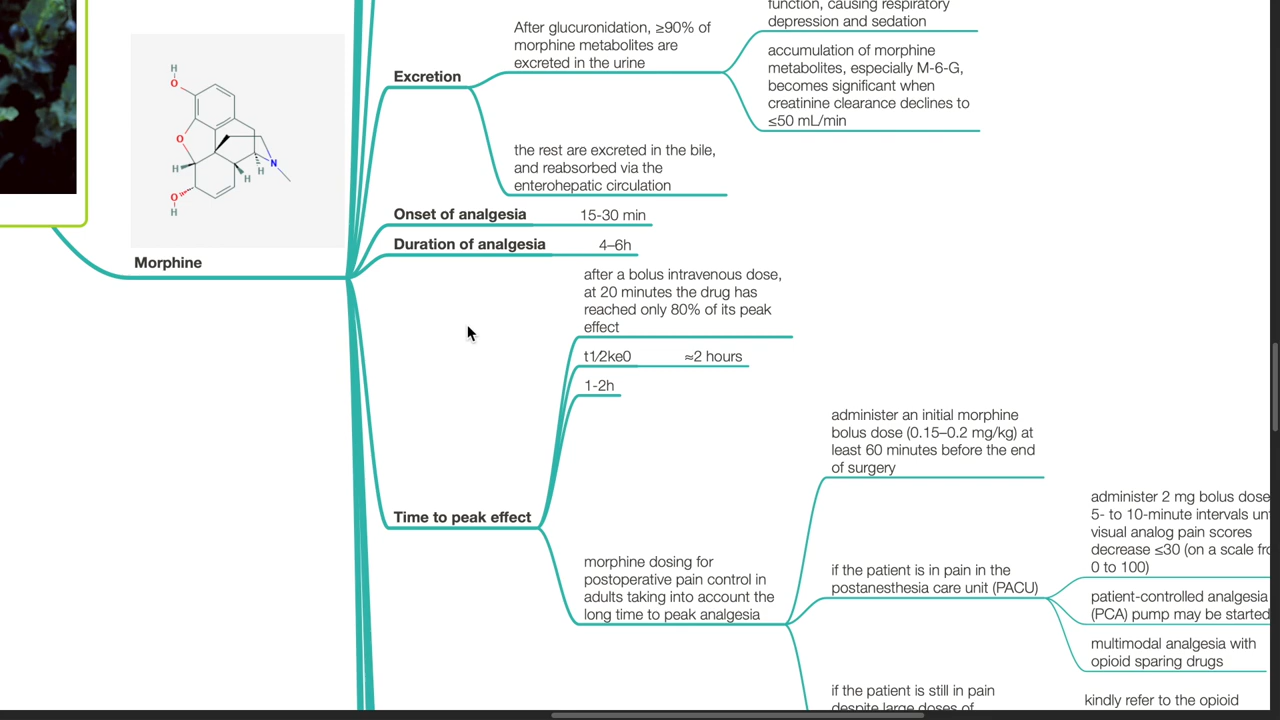 function, causing respiratory
depression and sedation
After glucuronidation, ≥90% of
morphine metabolites are
excreted in the urine
accumulation of morphine
metabolites, especially M-6-G,
becomes significant when
creatinine clearance declines to
≤50 mL/min
Excretion
the rest are excreted in the bile,
and reabsorbed via the
enterohepatic circulation
Onset of analgesia
15-30 min
Duration of analgesia
4–6h
H
O
O
H
H
H
N
O
H
Morphine
after a bolus intravenous dose,
at 20 minutes the drug has
reached only 80% of its peak
effect
t1/2ke0
≈2 hours
1-2h
Time to peak effect
morphine dosing for
postoperative pain control in
adults taking into account the
long time to peak analgesia
administer an initial morphine
bolus dose (0.15–0.2 mg/kg) at
least 60 minutes before the end
of surgery
if the patient is in pain in the
postanesthesia care unit (PACU)
administer 2 mg bolus dose
5- to 10-minute intervals
visual analog pain scores
decrease ≤30 (on a scale
0 to 100)
patient-controlled analgesia
(PCA) pump may be started
multimodal analgesia with
opioid sparing drugs
if the patient is still in pain
despite large doses of
kindly refer to the opioid